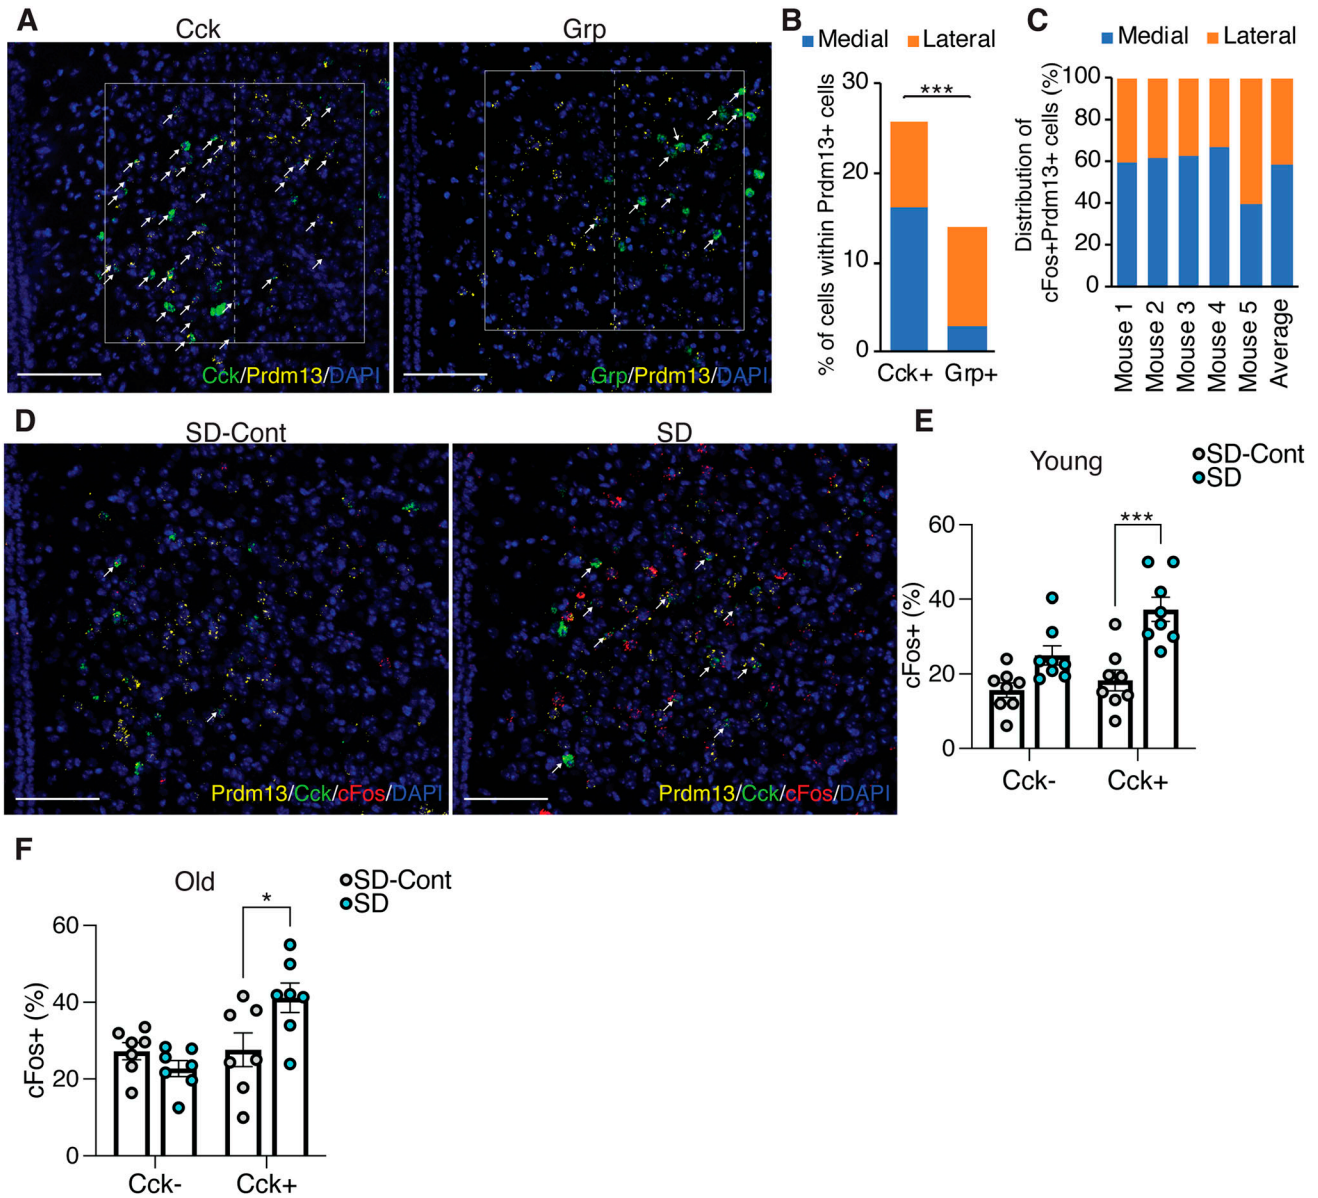 A
Cck
Grp
Cck/Prdm13/DAPI
Grp/Prdm13/DAPI
B
Medial
Lateral
% of cells within Prdm13+ cells
30
20
10
0
***
Cck+
Grp+
C
Medial
Lateral
Distribution of
cFos+Prdm13+ cells (%)
100
80
60
40
20
0
Mouse 1
Mouse 2
Mouse 3
Mouse 4
Mouse 5
Average
D
SD-Cont
SD
Prdm13/Cck/cFos/DAPI
Prdm13/Cck/cFos/DAPI
E
Young
SD-Cont
SD
cFos+ (%)
60
40
20
0
***
Cck-
Cck+
F
Old
SD-Cont
SD
cFos+ (%)
60
40
20
0
*
Cck-
Cck+